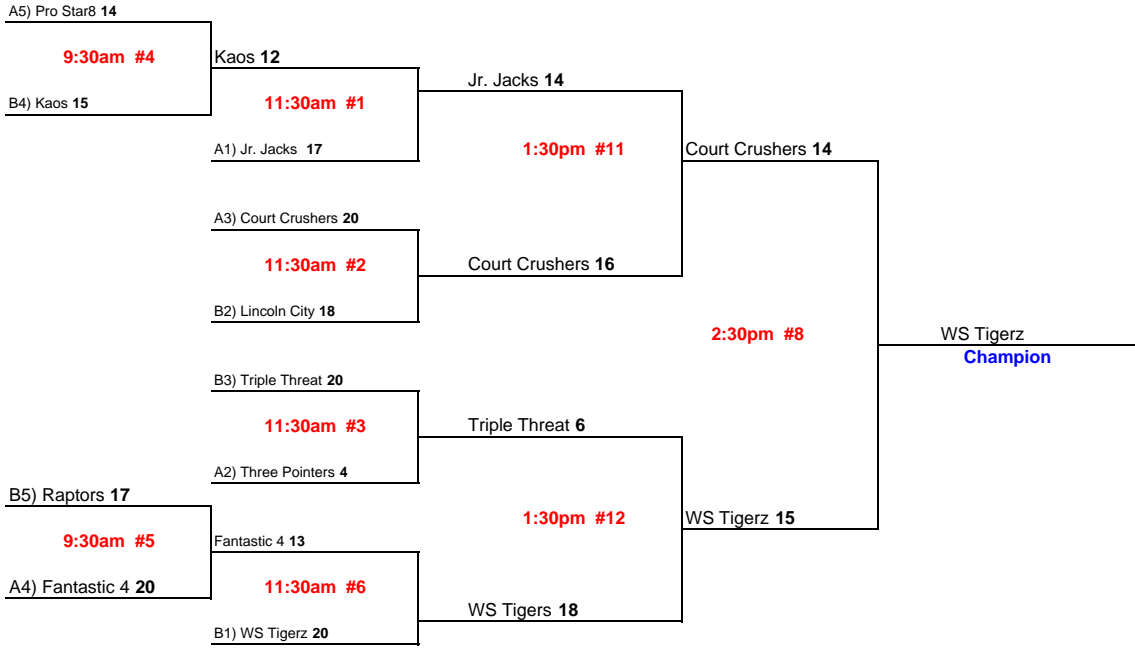 A5) Pro Star8 14
9:30am #4
Kaos 12
Jr. Jacks 14
B4) Kaos 15
11:30am #1
A1) Jr. Jacks 17
1:30pm #11
Court Crushers 14
A3) Court Crushers 20
11:30am #2
Court Crushers 16
B2) Lincoln City 18
2:30pm #8
WS Tigerz
Champion
B3) Triple Threat 20
11:30am #3
Triple Threat 6
A2) Three Pointers 4
B5) Raptors 17
1:30pm #12
WS Tigerz 15
9:30am #5
Fantastic 4 13
A4) Fantastic 4 20
11:30am #6
WS Tigers 18
B1) WS Tigerz 20